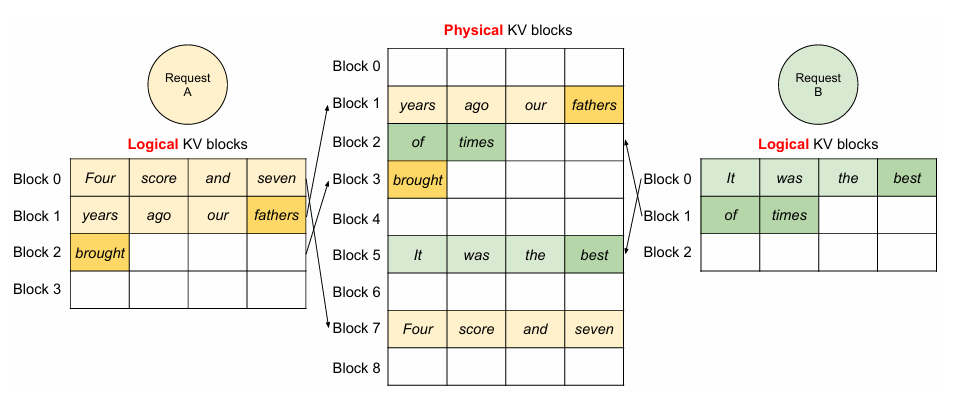 Request
A
Logical KV blocks
Block 0 Four score and seven
Block 1 years ago our fathers
Block 2 brought
Block 3
Physical KV blocks
Block 0
Block 1 years ago our fathers
Block 2 of times
Block 3 brought
Block 4
Block 5 It was the best
Block 6
Block 7 Four score and seven
Block 8
Request
B
Logical KV blocks
Block 0 It was the best
Block 1 of times
Block 2